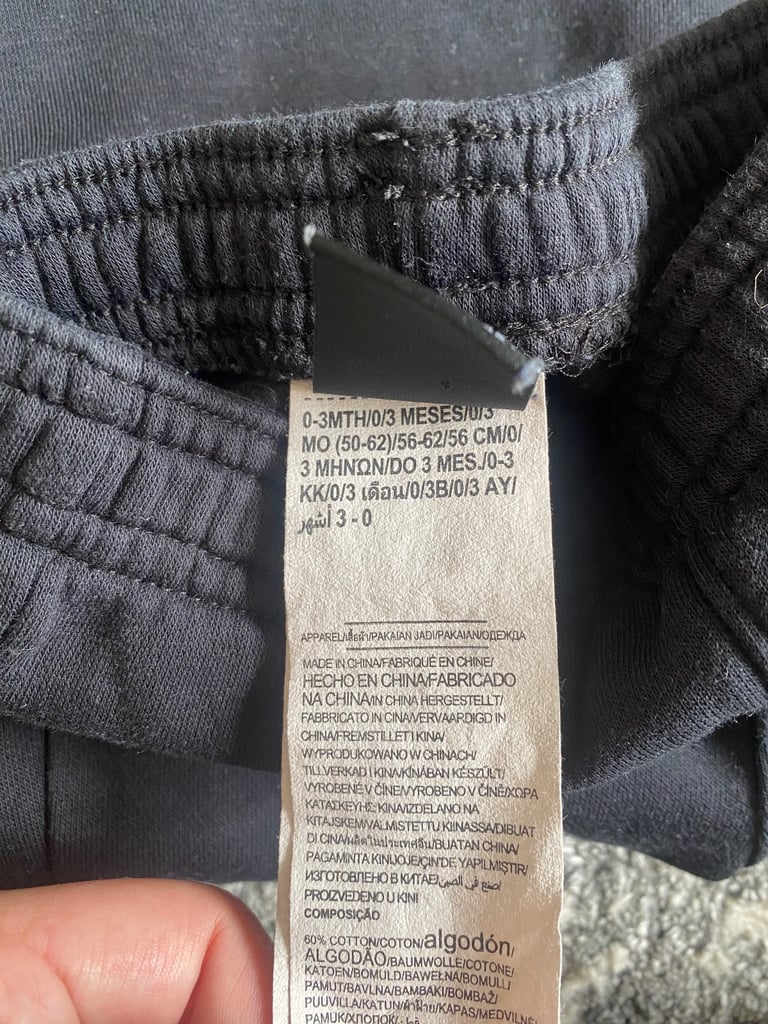 0-3MTH/0/3 MESES/0/3
MO (50-62)/56-62/56 CM/0/
3 ΜΗΝΩΝ/DO 3 MES./0-3
KK/0/3 เดือน/0/3B/0/3 AY/
0 - 3 أشهر
APPAREL/เสื้อผ้า/PAKAIAN JADI/PAKAIAN/ОДЕЖДА
MADE IN CHINA/FABRIQUÉ EN CHINE/
HECHO EN CHINA/FABRICADO
NA CHINA/IN CHINA HERGESTELLT/
FABBRICATO IN CINA/VERVAARDIGD IN
CHINA/FREMSTILLET I KINA/
WYPRODUKOWANO W CHINACH/
TILLVERKAD I KINA/KÍNÁBAN KÉSZÜLT/
VYROBENÉ V ČÍNE/VYROBENO V ČÍNĚ/ΧΩΡΑ
ΚΑΤΑΣΚΕΥΗΣ: ΚΙΝΑ/IZDELANO NA
KITAJSKEM/VALMISTETTU KIINASSA/DIBUAT
DI CINA/ผลิตในประเทศจีน/BUATAN CHINA/
PAGAMINTA KINIJOJE/ÇİN'DE YAPILMIŞTIR/
ИЗГОТОВЛЕНО В КИТАЕ/صنع في الصين/
PROIZVEDENO U KINI
COMPOSIÇÃO
60% COTTON/COTON/algodón/
ALGODÃO/BAUMWOLLE/COTONE/
KATOEN/BOMULD/BAWEŁNA/BOMULL/
PAMUT/BAVLNA/ΒΑΜΒΑΚΙ/BOMBAŽ/
PUUVILLA/KATUN/ผ้าฝ้าย/KAPAS/MEDVILNĖ/
PAMUK/ХЛОПОК/